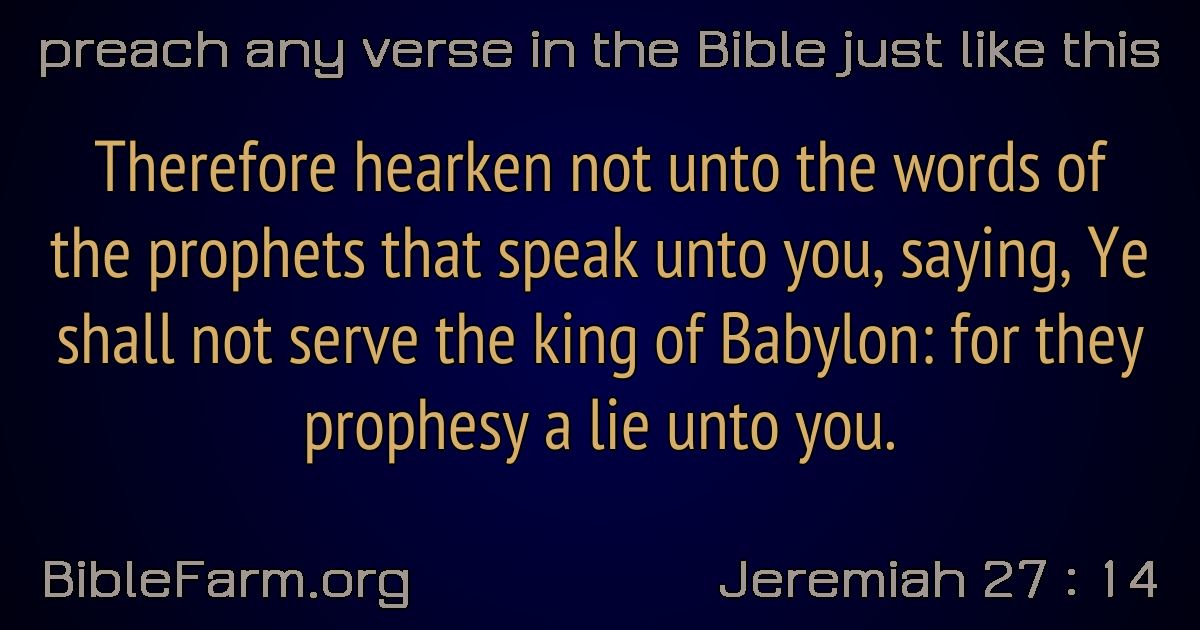 preach any verse in the Bible just like this
Therefore hearken not unto the words of
the prophets that speak unto you, saying, Ye
shall not serve the king of Babylon: for they
prophesy a lie unto you.
BibleFarm.org
Jeremiah 27 : 14